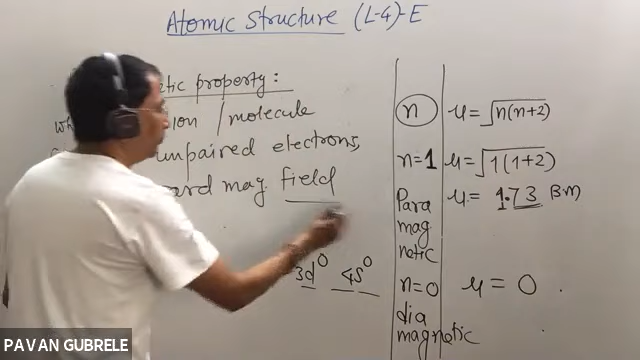 Atomic Structure (L-4)-E
etic property:
ion / molecule
unpaired electrons,
ard mag. field
3d⁰ 4s⁰
n μ = √n(n+2)
n=1 μ = √1(1+2)
Para μ = 1.73 BM
mag
netic
n=0 μ = 0 .
dia
magnetic
PAVAN GUBRELE